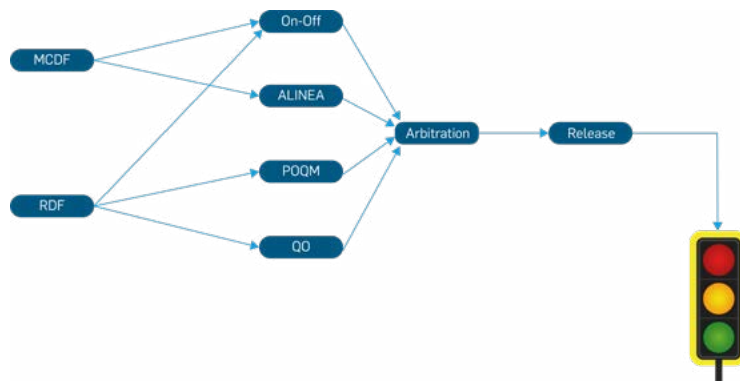 On-Off
MCDF
ALINEA
Arbitration
Release
POQM
RDF
QO